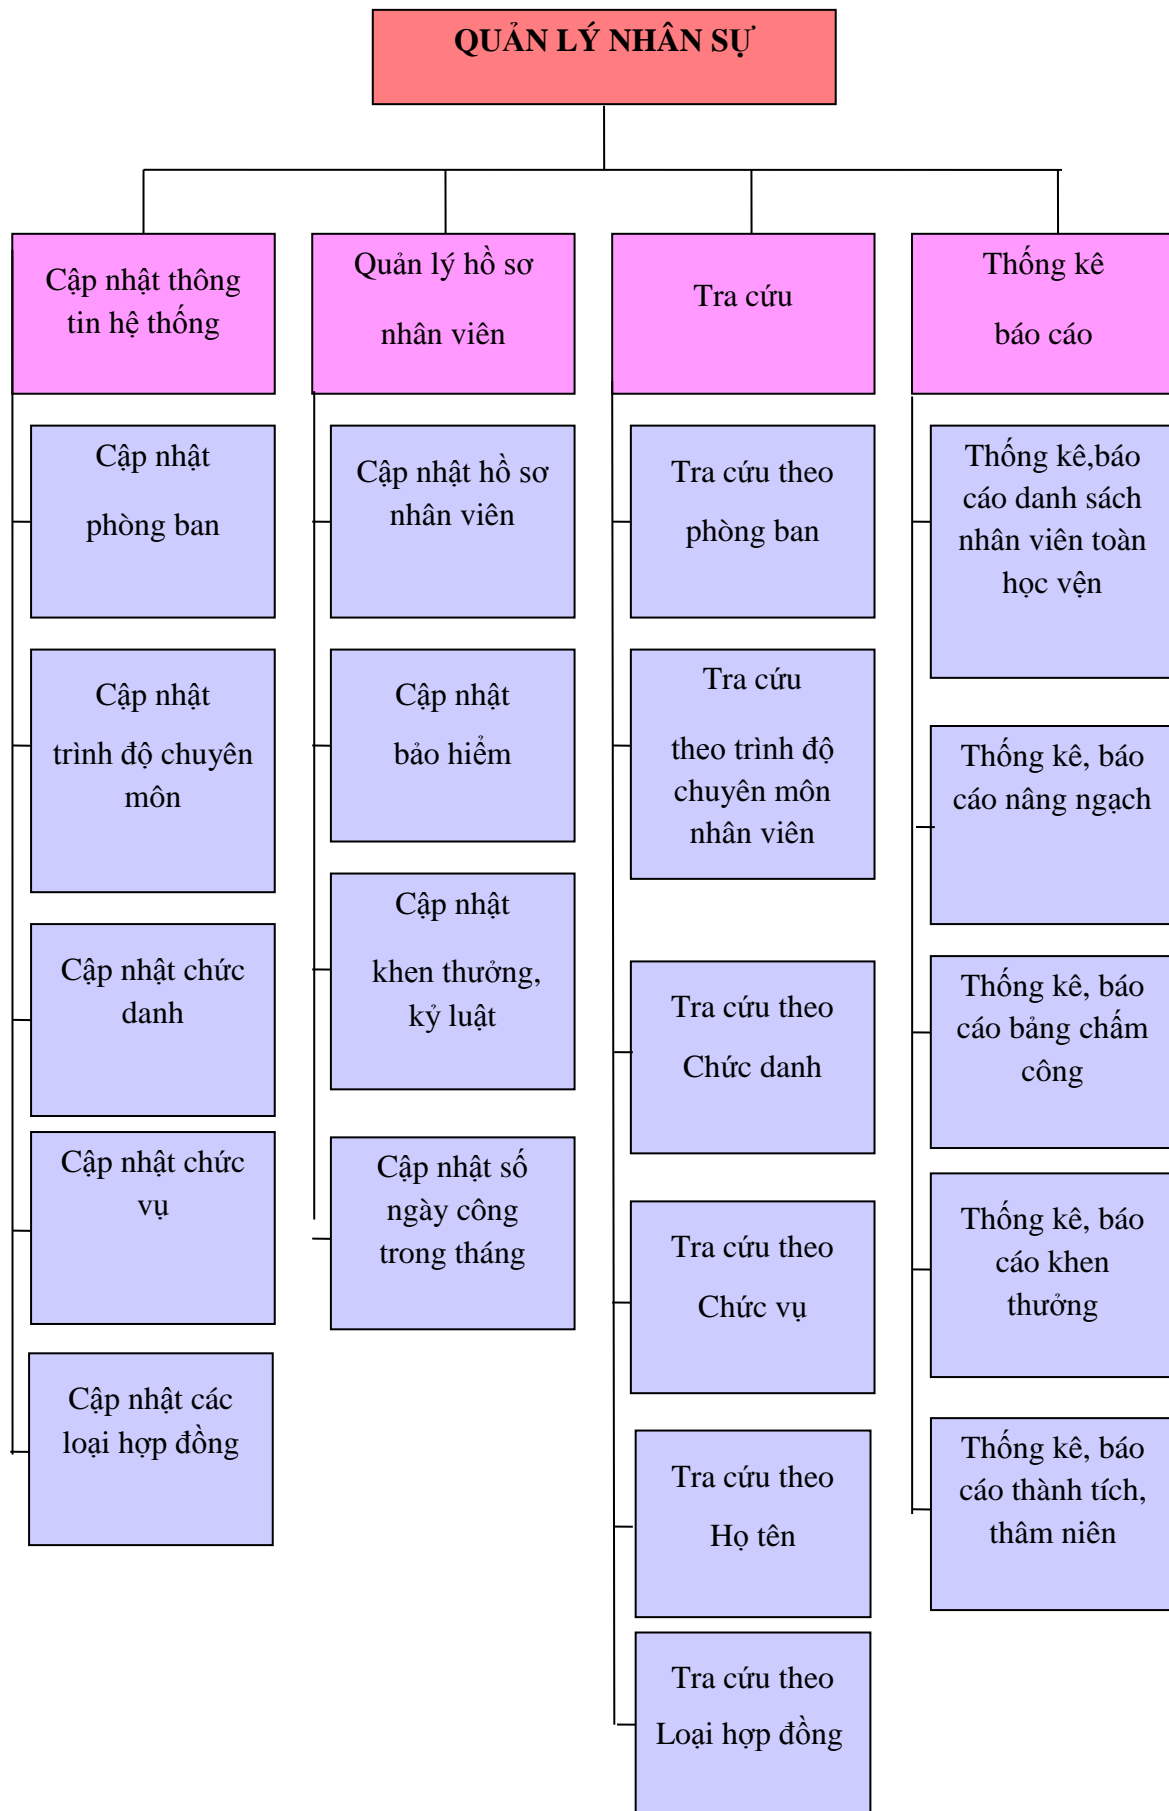 QUẢN LÝ NHÂN SỰ
Cập nhật thông
tin hệ thống
Quản lý hồ sơ
nhân viên
Tra cứu
Thống kê
báo cáo
Cập nhật
phòng ban
Cập nhật
trình độ chuyên
môn
Cập nhật chức
danh
Cập nhật chức
vụ
Cập nhật các
loại hợp đồng
Cập nhật hồ sơ
nhân viên
Cập nhật
bảo hiểm
Cập nhật
khen thưởng,
kỷ luật
Cập nhật số
ngày công
trong tháng
Tra cứu theo
phòng ban
Tra cứu
theo trình độ
chuyên môn
nhân viên
Tra cứu theo
Chức danh
Tra cứu theo
Chức vụ
Tra cứu theo
Họ tên
Tra cứu theo
Loại hợp đồng
Thống kê,báo
cáo danh sách
nhân viên toàn
học vện
Thống kê, báo
cáo nâng ngạch
Thống kê, báo
cáo bảng chấm
công
Thống kê, báo
cáo khen
thưởng
Thống kê, báo
cáo thành tích,
thâm niên